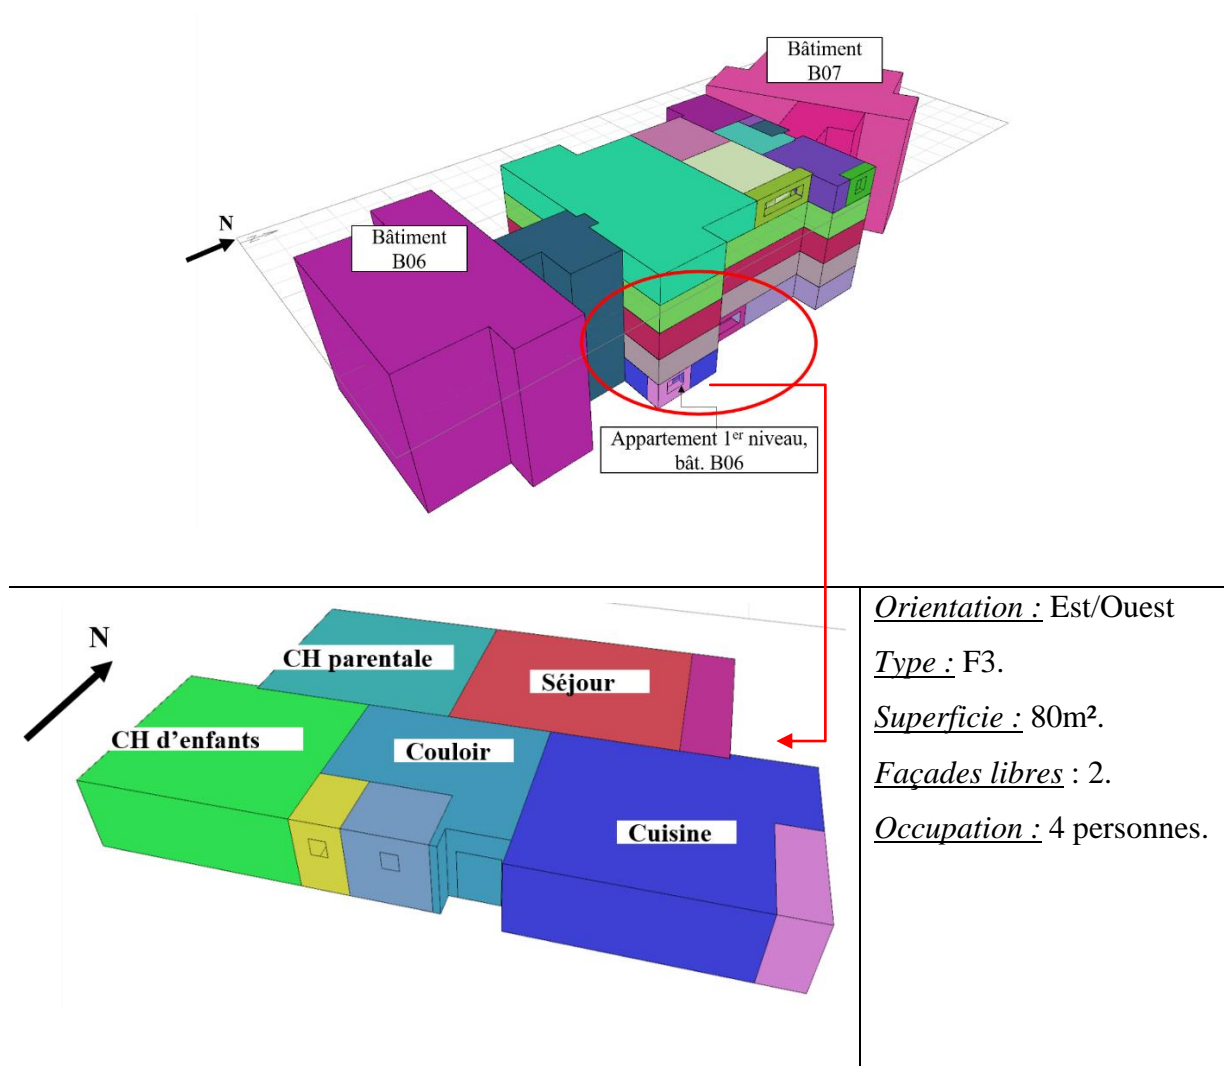 Bâtiment
B07
N
Bâtiment
B06
Appartement 1er niveau,
bât. B06
N
CH parentale
Séjour
CH d’enfants
Couloir
Cuisine
Orientation : Est/Ouest
Type : F3.
Superficie : 80m².
Façades libres : 2.
Occupation : 4 personnes.